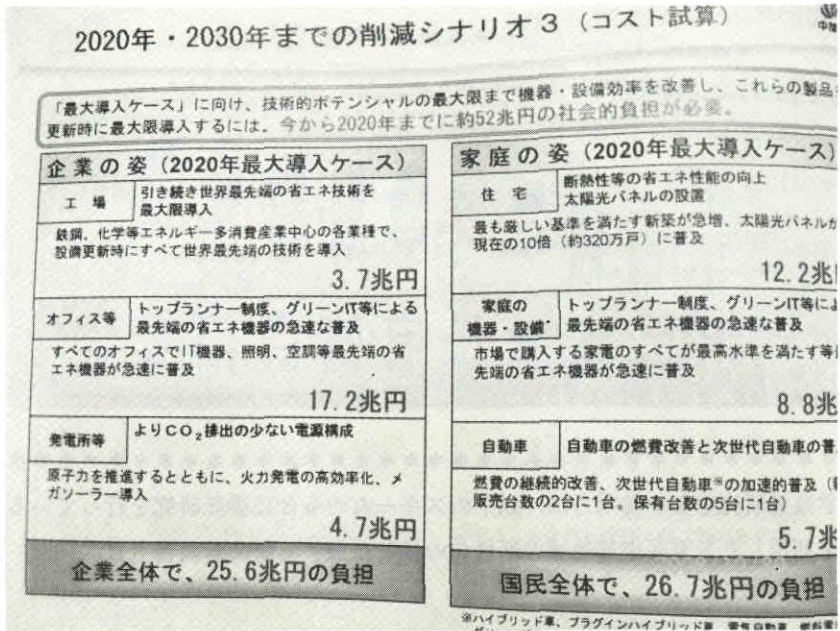 2020年・2030年までの削減シナリオ3 (コスト試算)
「最大導入ケース」に向け、技術的ポテンシャルの最大限まで機器・設備効率を改善し、これらの製品
更新時に最大限導入するには、今から2020年までに約52兆円の社会的負担が必要。
企業の姿 (2020年最大導入ケース)
工場
引き続き世界最先端の省エネ技術を
最大限導入
鉄鋼、化学等エネルギー多消費産業中心の各業種で、
設備更新時にすべて世界最先端の技術を導入
3.7兆円
オフィス等
トップランナー制度、グリーンIT等による
最先端の省エネ機器の急速な普及
すべてのオフィスでIT機器、照明、空調等最先端の省
エネ機器が急速に普及
17.2兆円
発電所等
よりCO₂排出の少ない電源構成
原子力を推進するとともに、火力発電の高効率化、メ
ガソーラー導入
4.7兆円
企業全体で、25.6兆円の負担
家庭の姿 (2020年最大導入ケース)
住宅
断熱性等の省エネ性能の向上
太陽光パネルの設置
最も厳しい基準を満たす新築が急増、太陽光パネルが
現在の10倍 (約320万戸) に普及
12.2兆
家庭の
機器・設備
トップランナー制度、グリーンIT等に
最先端の省エネ機器の急速な普及
市場で購入する家電のすべてが最高水準を満たす等
先端の省エネ機器が急速に普及
8.8兆
自動車
自動車の燃費改善と次世代自動車の普
燃費の継続的改善、次世代自動車※の加速的普及
販売台数の2台に1台、保有台数の5台に1台)
5.7兆
国民全体で、26.7兆円の負担
※ハイブリッド車、プラグインハイブリッド車、電気自動車、